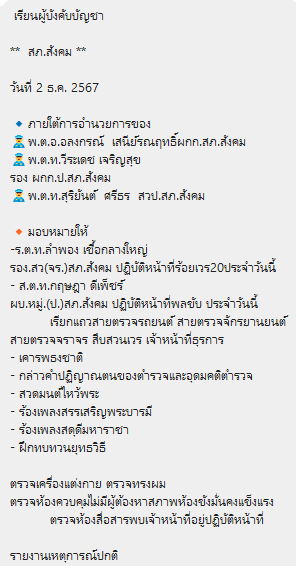 เรียนผู้บังคับบัญชา
** สภ.สังคม **
วันที่ 2 ธ.ค. 2567
🔹ภายใต้การอำนวยการของ
👮พ.ต.อ.อลงกรณ์ เสนีย์รณฤทธิ์ผกก.สภ.สังคม
👮พ.ต.ท.วีระเดช เจริญสุข
รอง ผกก.ป.สภ.สังคม
👮พ.ต.ท.สุริยันต์ ศรีธร สวป.สภ.สังคม
🔸มอบหมายให้
-ร.ต.ท.ลำพอง เชื้อกลางใหญ่
รอง.สว(จร.)สภ.สังคม ปฏิบัติหน้าที่ร้อยเวร20ประจำวันนี้
- ส.ต.ท.กฤษฎา ดีเพ็ชร์
ผบ.หมู่.(ป.)สภ.สังคม ปฏิบัติหน้าที่พลขับ ประจำวันนี้
เรียกแถวสายตรวจรถยนต์ สายตรวจจักรยานยนต์
สายตรวจจราจร สืบสวนเวร เจ้าหน้าที่ธุรการ
- เคารพธงชาติ
- กล่าวคำปฏิญาณตนของตำรวจและอุดมคติตำรวจ
- สวดมนต์ไหว้พระ
- ร้องเพลงสรรเสริญพระบารมี
- ร้องเพลงสดุดีมหาราชา
- ฝึกทบทวนยุทธวิธี
ตรวจเครื่องแต่งกาย ตรวจทรงผม
ตรวจห้องควบคุมไม่มีผู้ต้องหาสภาพห้องขังมั่นคงแข็งแรง
ตรวจห้องสื่อสารพบเจ้าหน้าที่อยู่ปฏิบัติหน้าที่
รายงานเหตุการณ์ปกติ